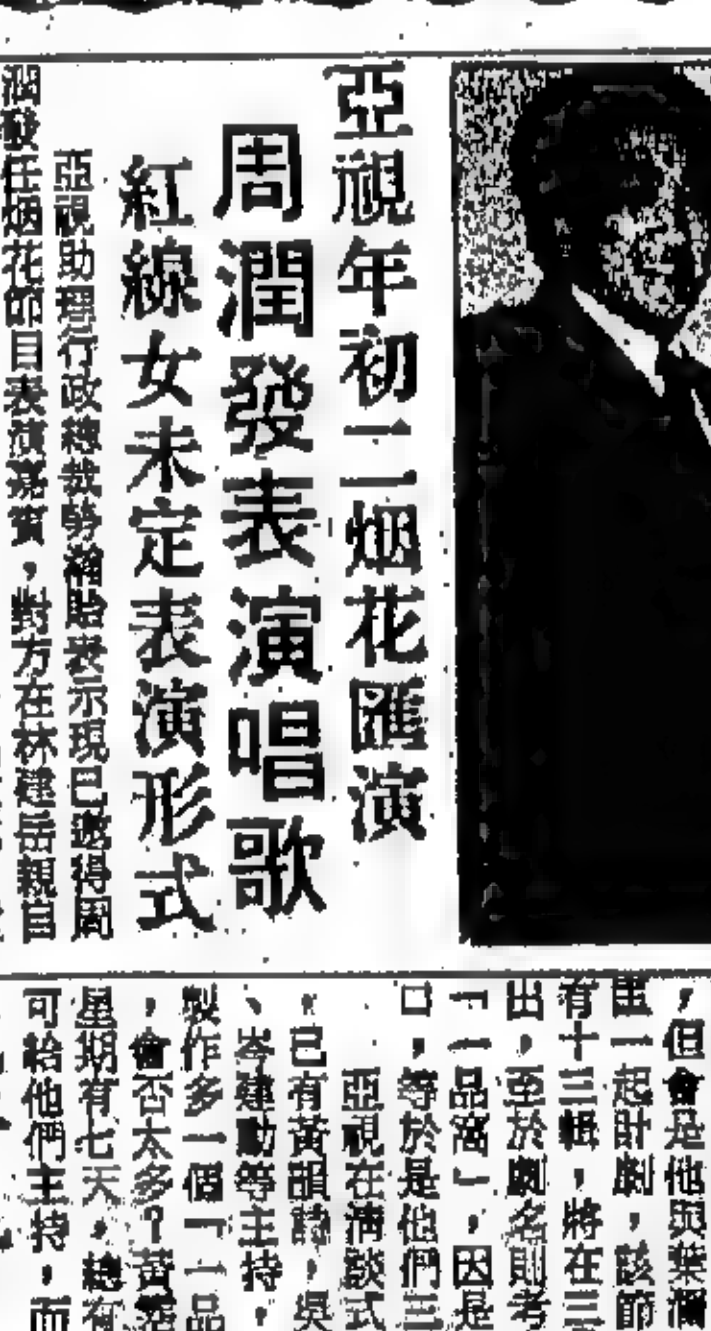 亞視年初二烟花匯演
周潤發表演唱歌
紅線女未定表演形式
亞視助理行政總裁勞瀚貽表示現已邀得周
潤發任烟花節目表演嘉賓，對方在林建岳親自
，但會是他與葉
一起計劃，該節
有十三輯，將在三
出，至於劇名則考
「一品窩」，因是
口，等於是他們三
亞視在清談式
已有黃韻詩，吳
、岑建勳等主持，
製作多一個「一品
，會否太多？黃霑
星期有七天，總有
可給他們主持，而